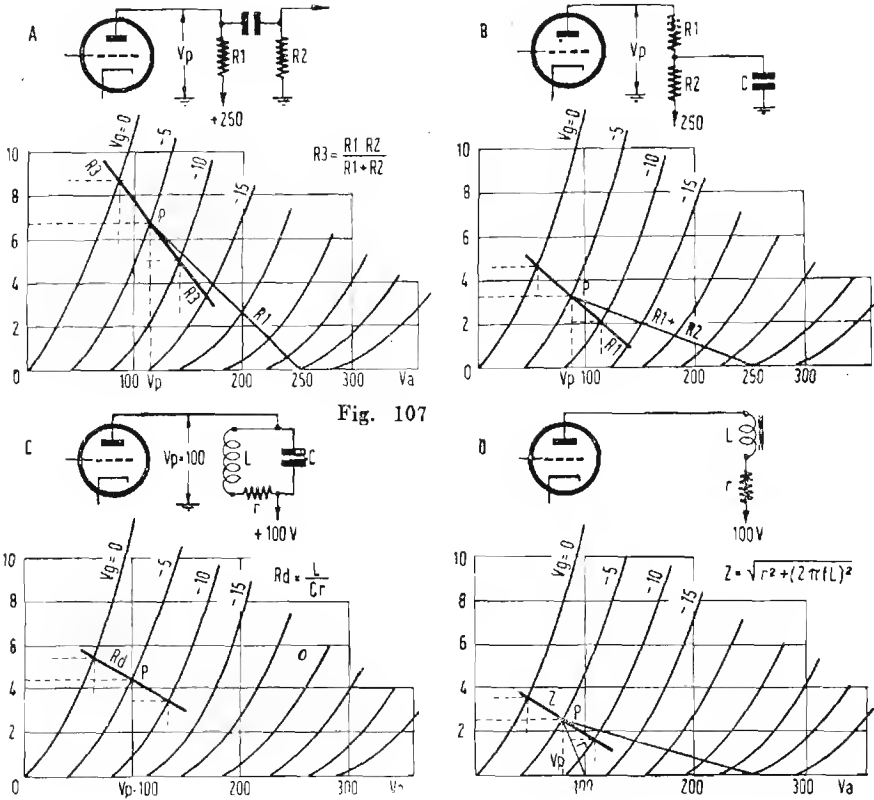 A
Vp
R1
R2
+250
Vg=0
-5
-10
-15
R3 = R1 R2 / R1+R2
R3
P
R3
R1
10
8
6
4
2
0
100
Vp
200
250
300
Va
B
Vp
R1
R2
C
250
Vg=0
-5
-10
-15
R1+R2
R1
10
8
6
4
2
0
Vp
100
200
250
300
Va
Fig. 107
C
Vp=100
L
C
r
+100V
Vg=0
-5
-10
-15
Rd = L / Cr
Rd
P
0
10
8
6
4
2
0
Vp-100
200
300
D
L
r
100V
Vg=0
-5
-10
-15
Z=√r²+(2πfL)²
Z
P
r
Vp
10
8
6
4
2
100
200
250
300
Va